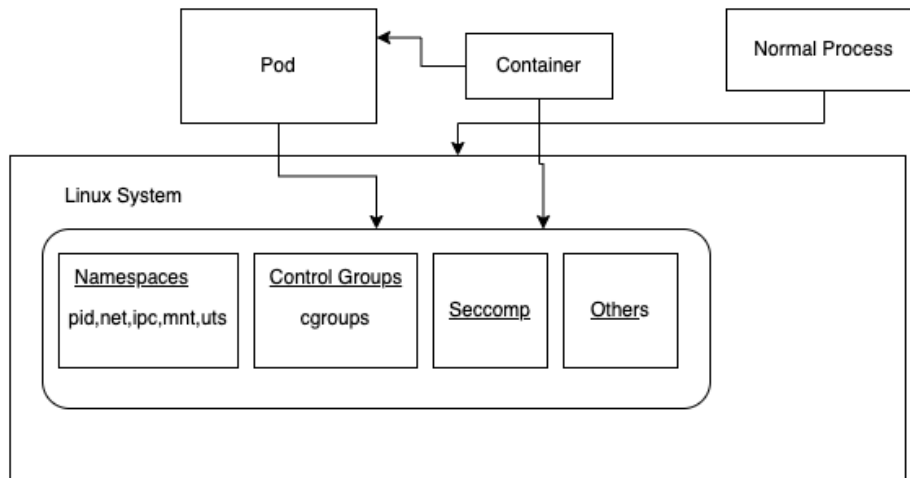 Pod
Container
Normal Process
Linux System
Namespaces
pid,net,ipc,mnt,uts
Control Groups
cgroups
Seccomp
Others